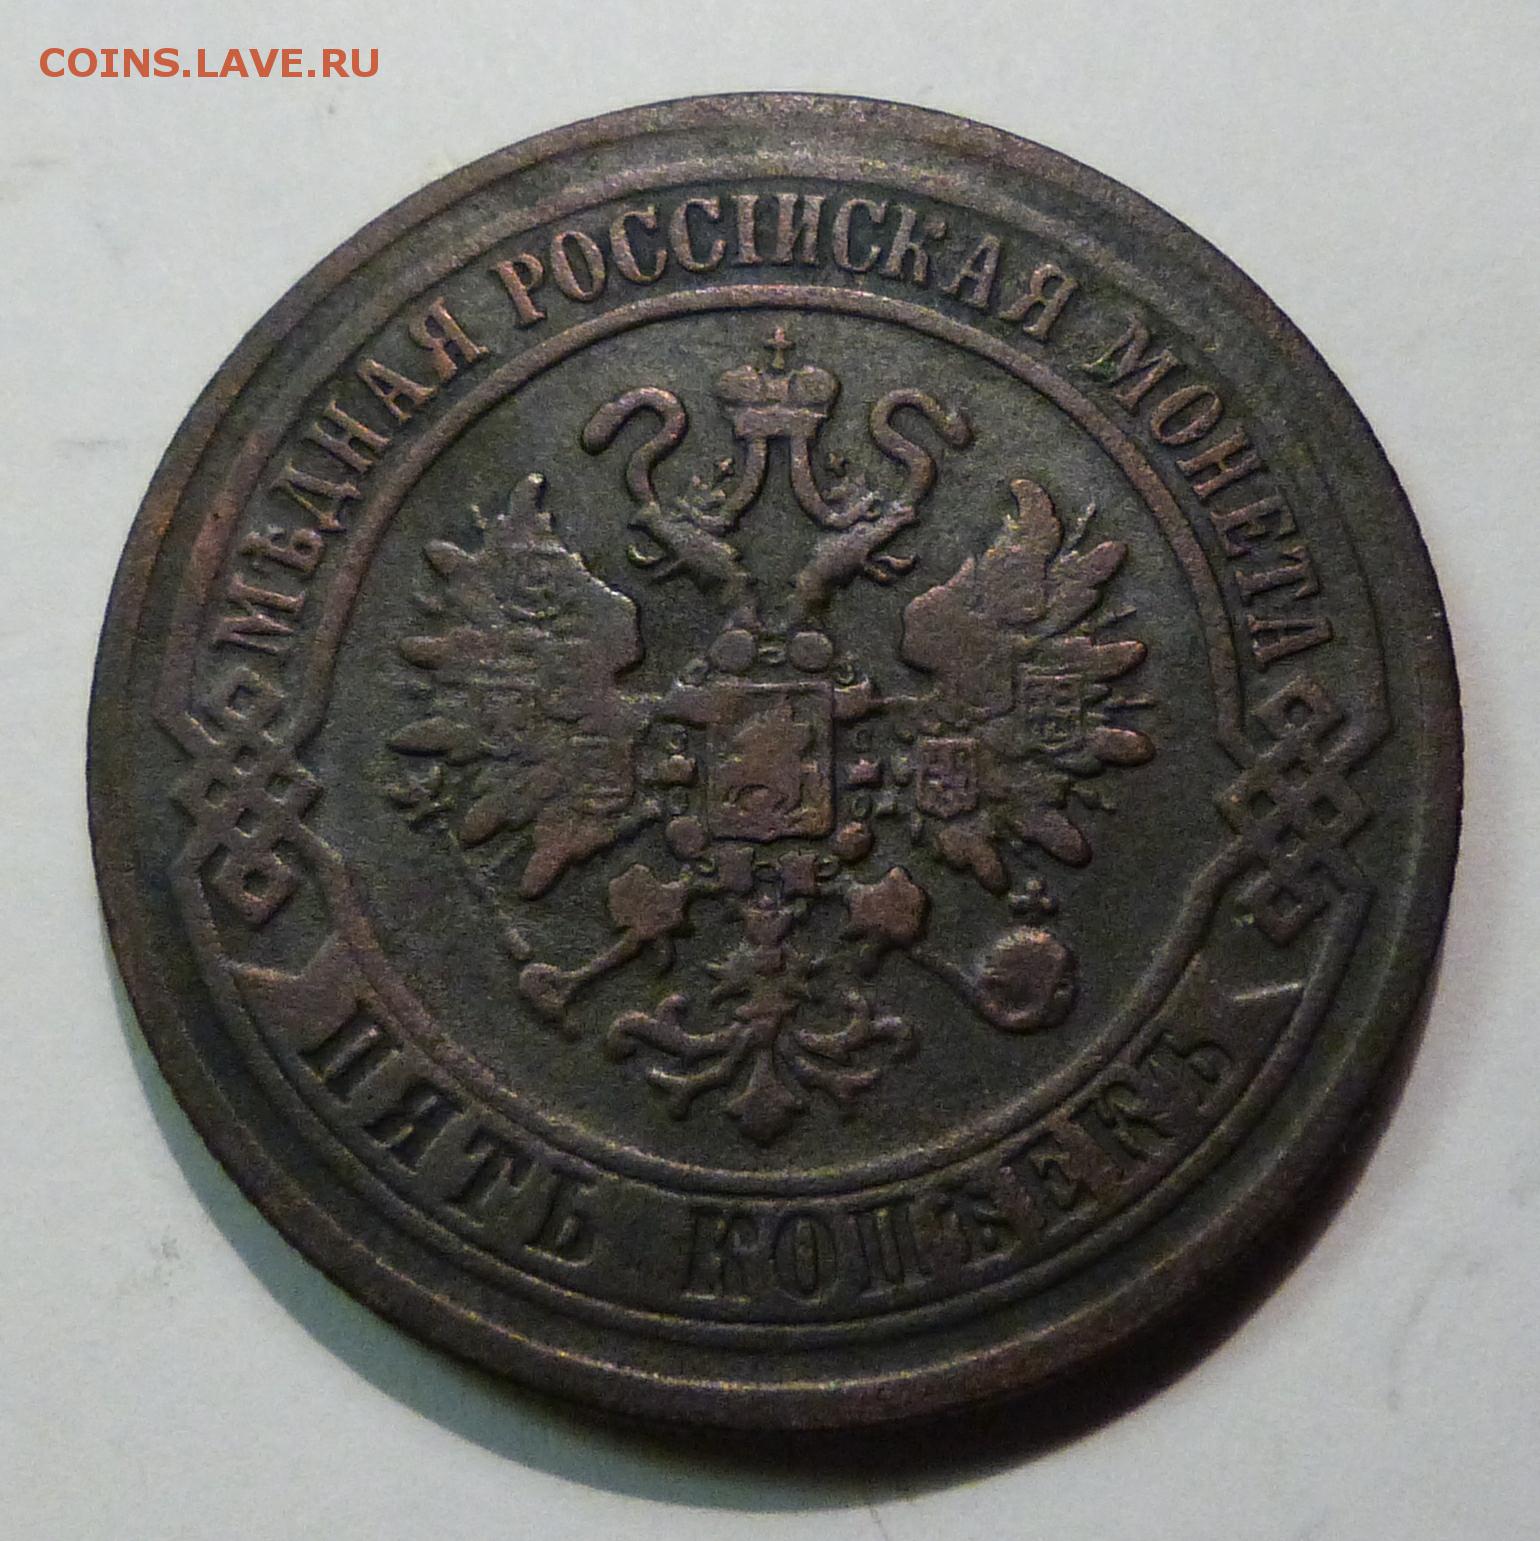 COINS.LAVE.RU
МѢДНАЯ РОССІЙСКАЯ МОНЕТА
ПЯТЬ КОПѢЕКЪ